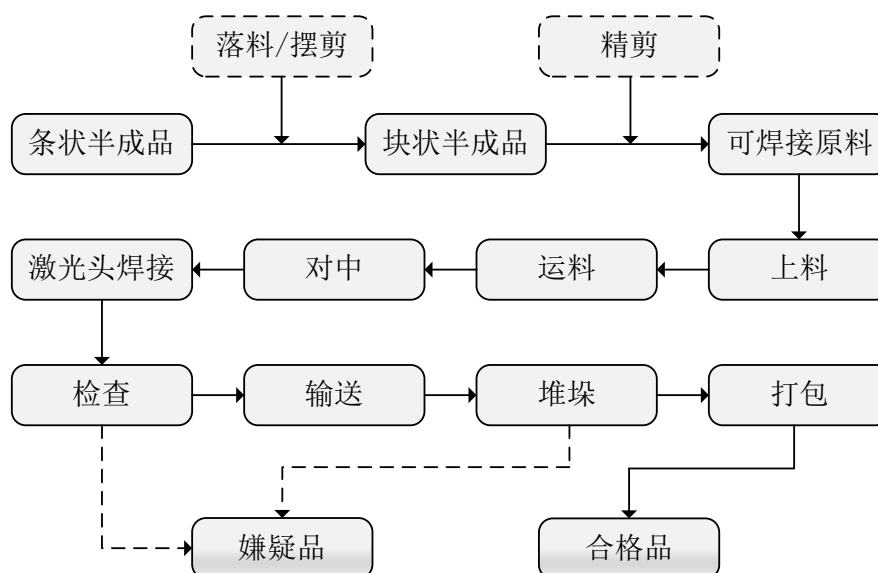 落料/摆剪
精剪
条状半成品
块状半成品
可焊接原料
激光头焊接
对中
运料
上料
检查
输送
堆垛
打包
嫌疑品
合格品